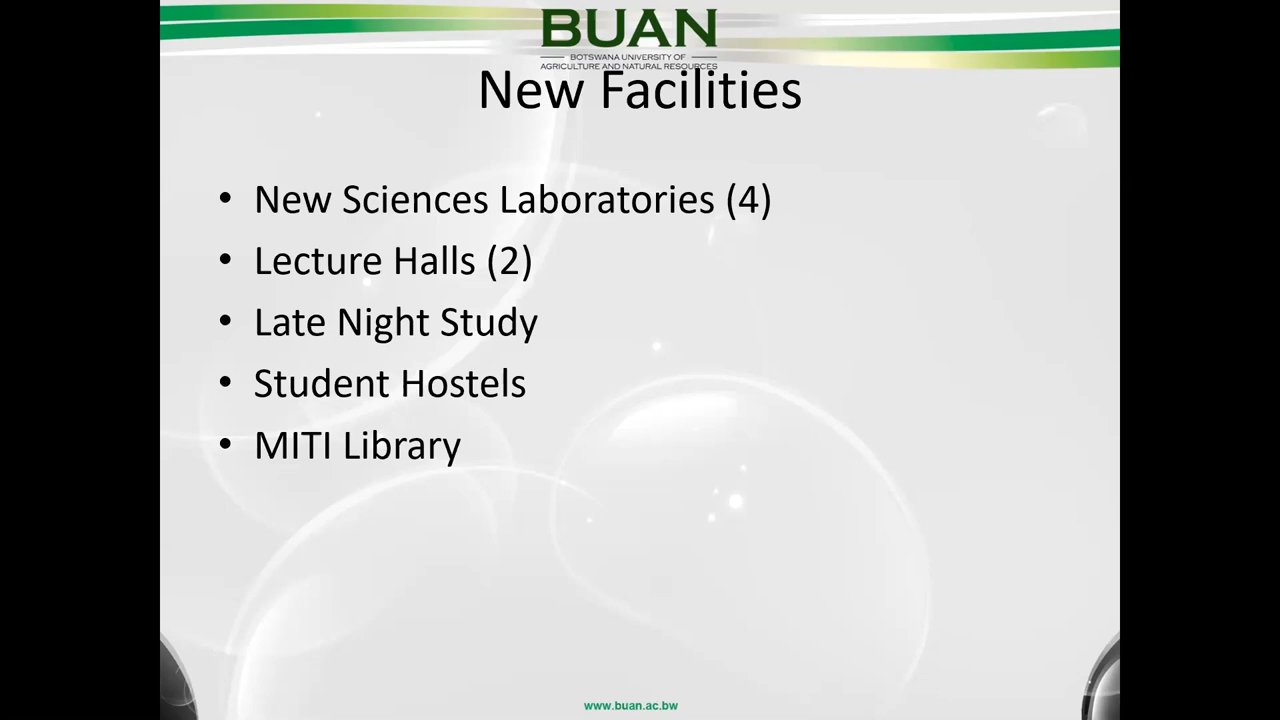 BUAN
BOTSWANA UNIVERSITY OF
AGRICULTURE AND NATURAL RESOURCES
New Facilities
• New Sciences Laboratories (4)
• Lecture Halls (2)
• Late Night Study
• Student Hostels
• MITI Library
www.buan.ac.bw